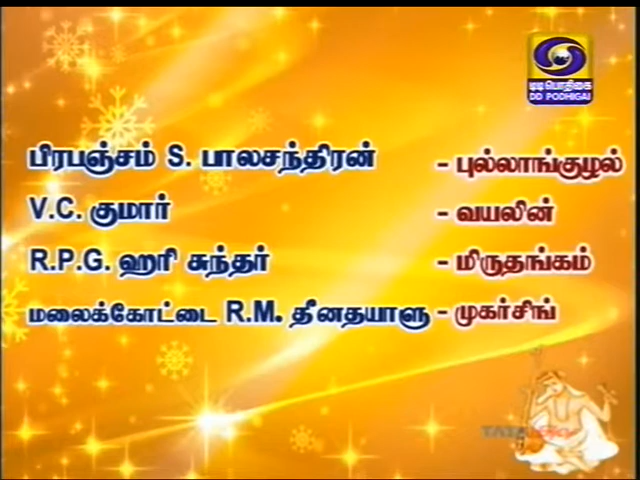 டிடி பொதிகை
DD PODHIGAI
பிரபஞ்சம் S. பாலசந்திரன் - புல்லாங்குழல்
V.C. குமார் - வயலின்
R.P.G. ஹரி சுந்தர் - மிருதங்கம்
மலைக்கோட்டை R.M. தீனதயாளு - முகர்சிங்